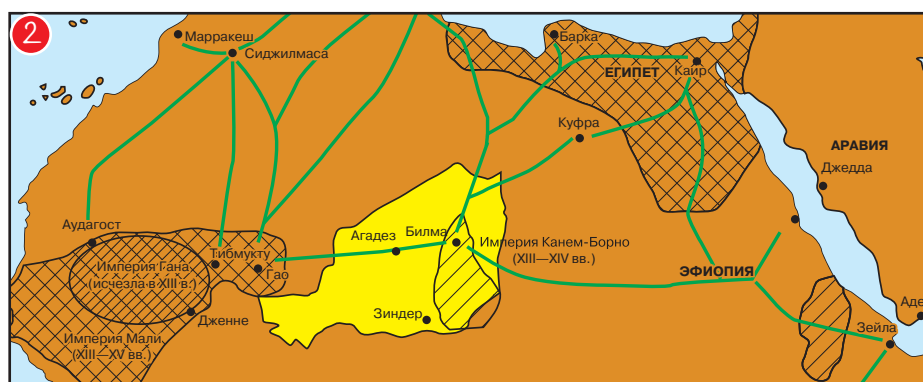 2
Марракеш
Сиджилмаса
Барка
ЕГИПЕТ
Каир
Куфра
АРАВИЯ
Джедда
Аудагост
Агадез
Билма
Империя Канем-Борно
(XIII—XIV вв.)
Тибмукту
Империя Гана
(исчезла в XIII в.)
Гао
ЭФИОПИЯ
Аде
Дженне
Зиндер
Зейла
Империя Мали
(XIII—XV вв.)